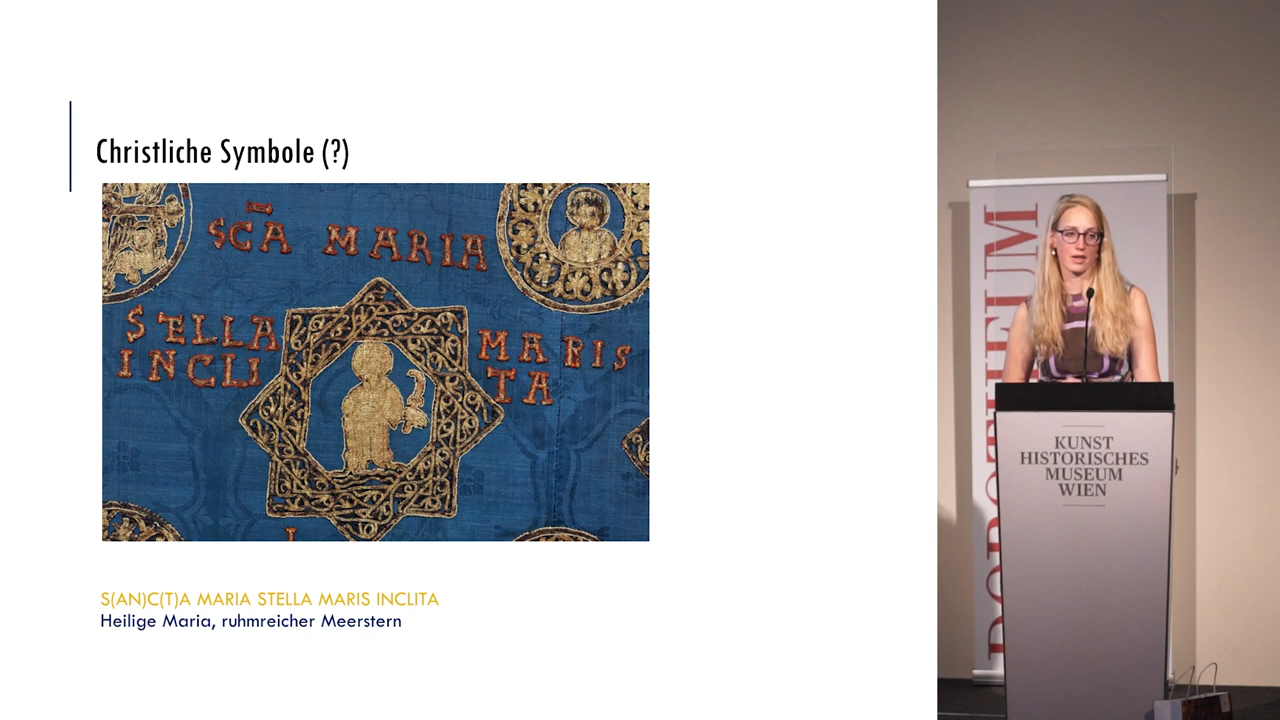 Christliche Symbole (?)
SCA MARIA
STELLA MARIS
INCLI TA
S(AN)C(T)A MARIA STELLA MARIS INCLITA
Heilige Maria, ruhmreicher Meerstern
DOROTHEUM
KUNST
HISTORISCHES
MUSEUM
WIEN